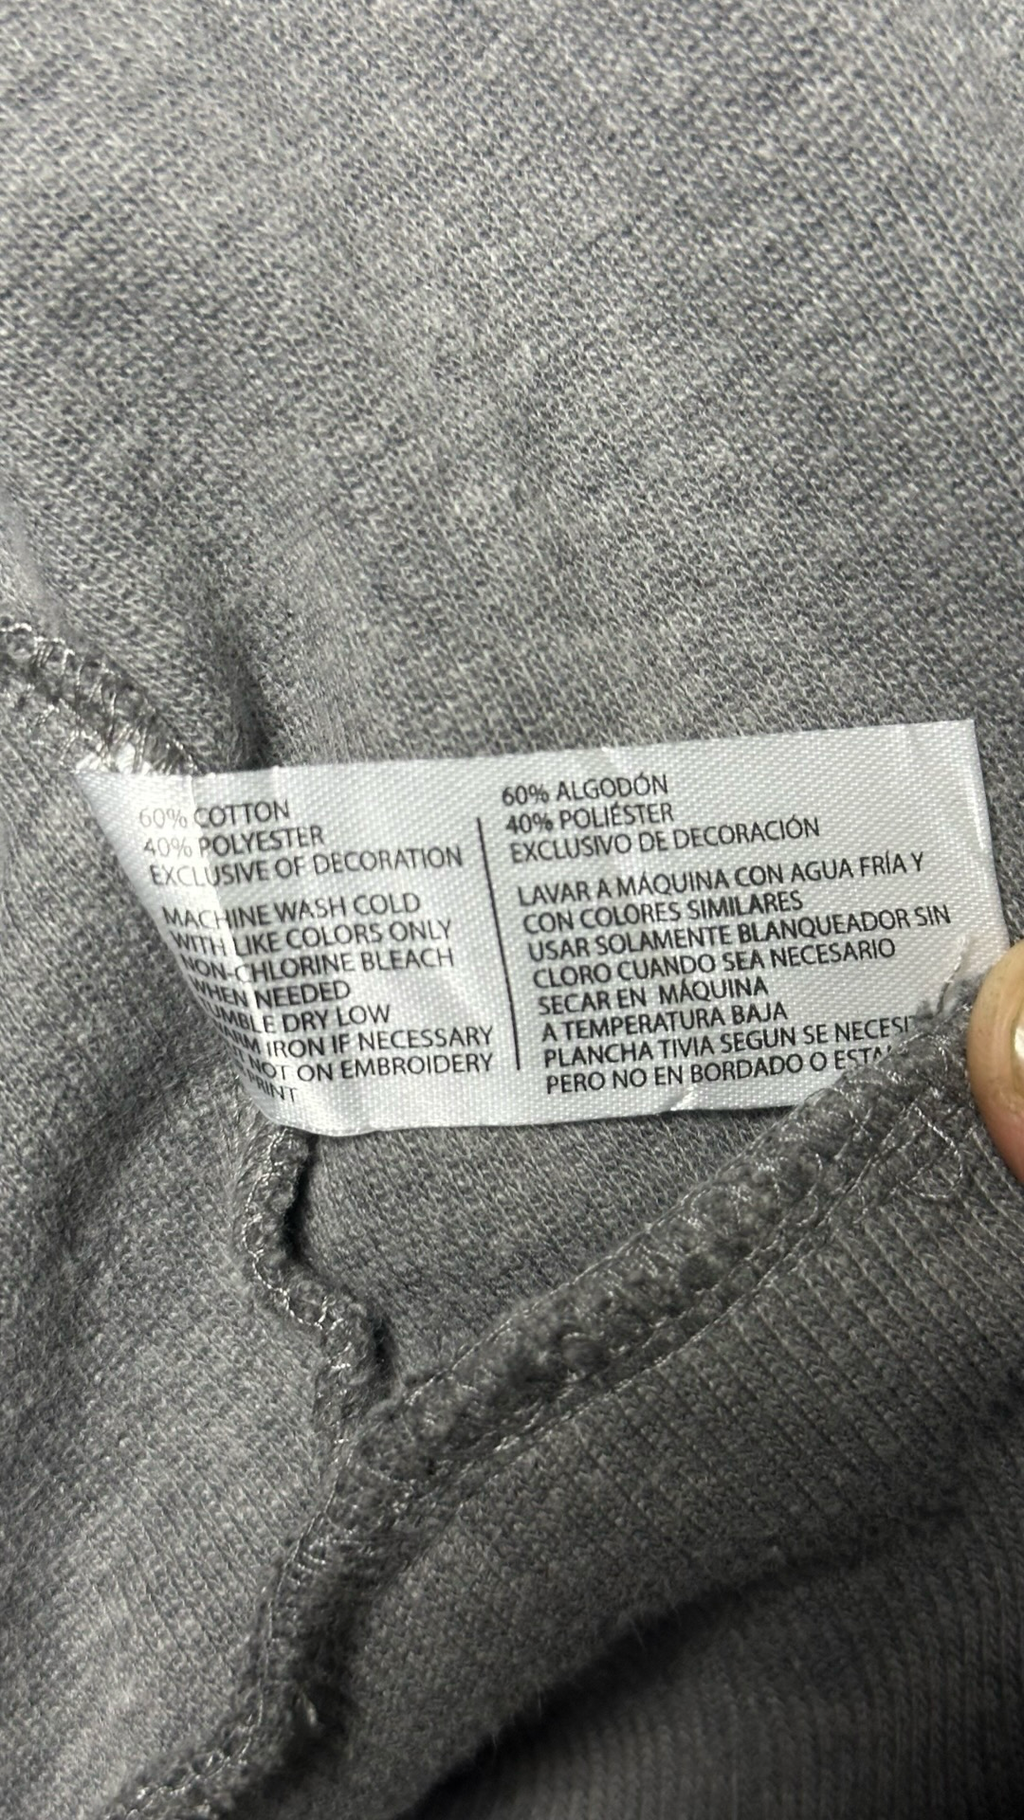 60% COTTON
40% POLYESTER
EXCLUSIVE OF DECORATION
MACHINE WASH COLD
WITH LIKE COLORS ONLY
NON-CHLORINE BLEACH
WHEN NEEDED
UMBLE DRY LOW
IRON IF NECESSARY
NOT ON EMBROIDERY
PRINT
60% ALGODÓN
40% POLIÉSTER
EXCLUSIVO DE DECORACIÓN
LAVAR A MÁQUINA CON AGUA FRÍA Y
CON COLORES SIMILARES
USAR SOLAMENTE BLANQUEADOR SIN
CLORO CUANDO SEA NECESARIO
SECAR EN MÁQUINA
A TEMPERATURA BAJA
PLANCHA TIVIA SEGUN SE NECESI
PERO NO EN BORDADO O ESTA